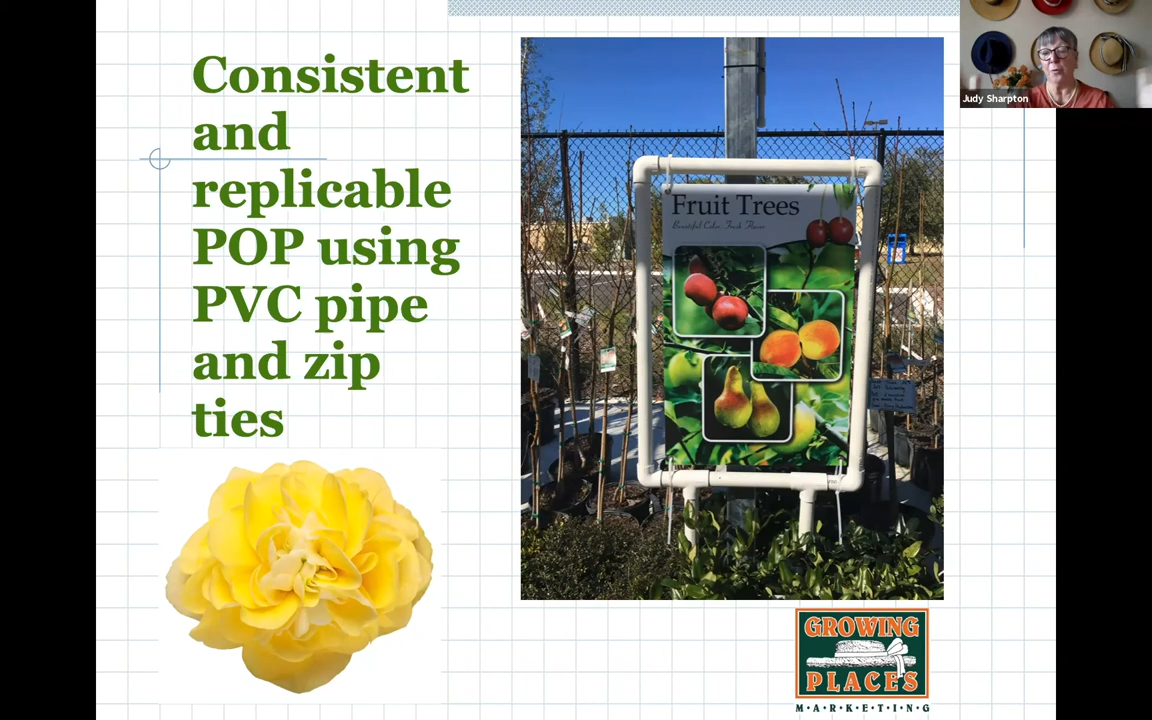 Consistent
and
replicable
POP using
PVC pipe
and zip
ties
Fruit Trees
Beautiful Color, Fresh Flavor
Judy Sharpton
GROWING
PLACES
M•A•R•K•E•T•I•N•G